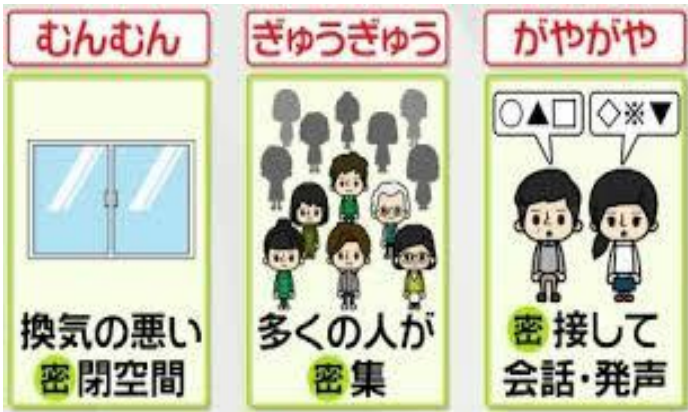 むんむん
換気の悪い
密閉空間
ぎゅうぎゅう
多くの人が
密集
がやがや
○▲□
◇※▼
密接して
会話・発声